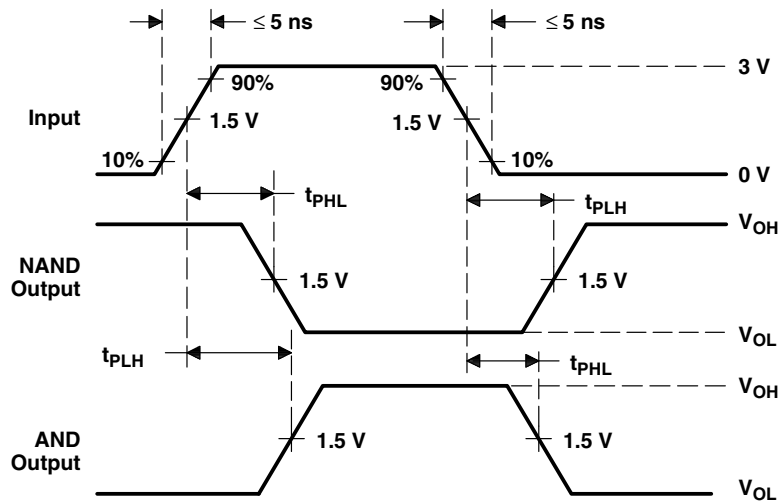 ≤ 5 ns ≤ 5 ns
3 V
90% 90%
Input 1.5 V 1.5 V
10% 10%
0 V
tPHL tPLH
VOH
NAND
Output
1.5 V 1.5 V
VOL
tPLH tPHL
VOH
AND
Output
1.5 V 1.5 V
VOL